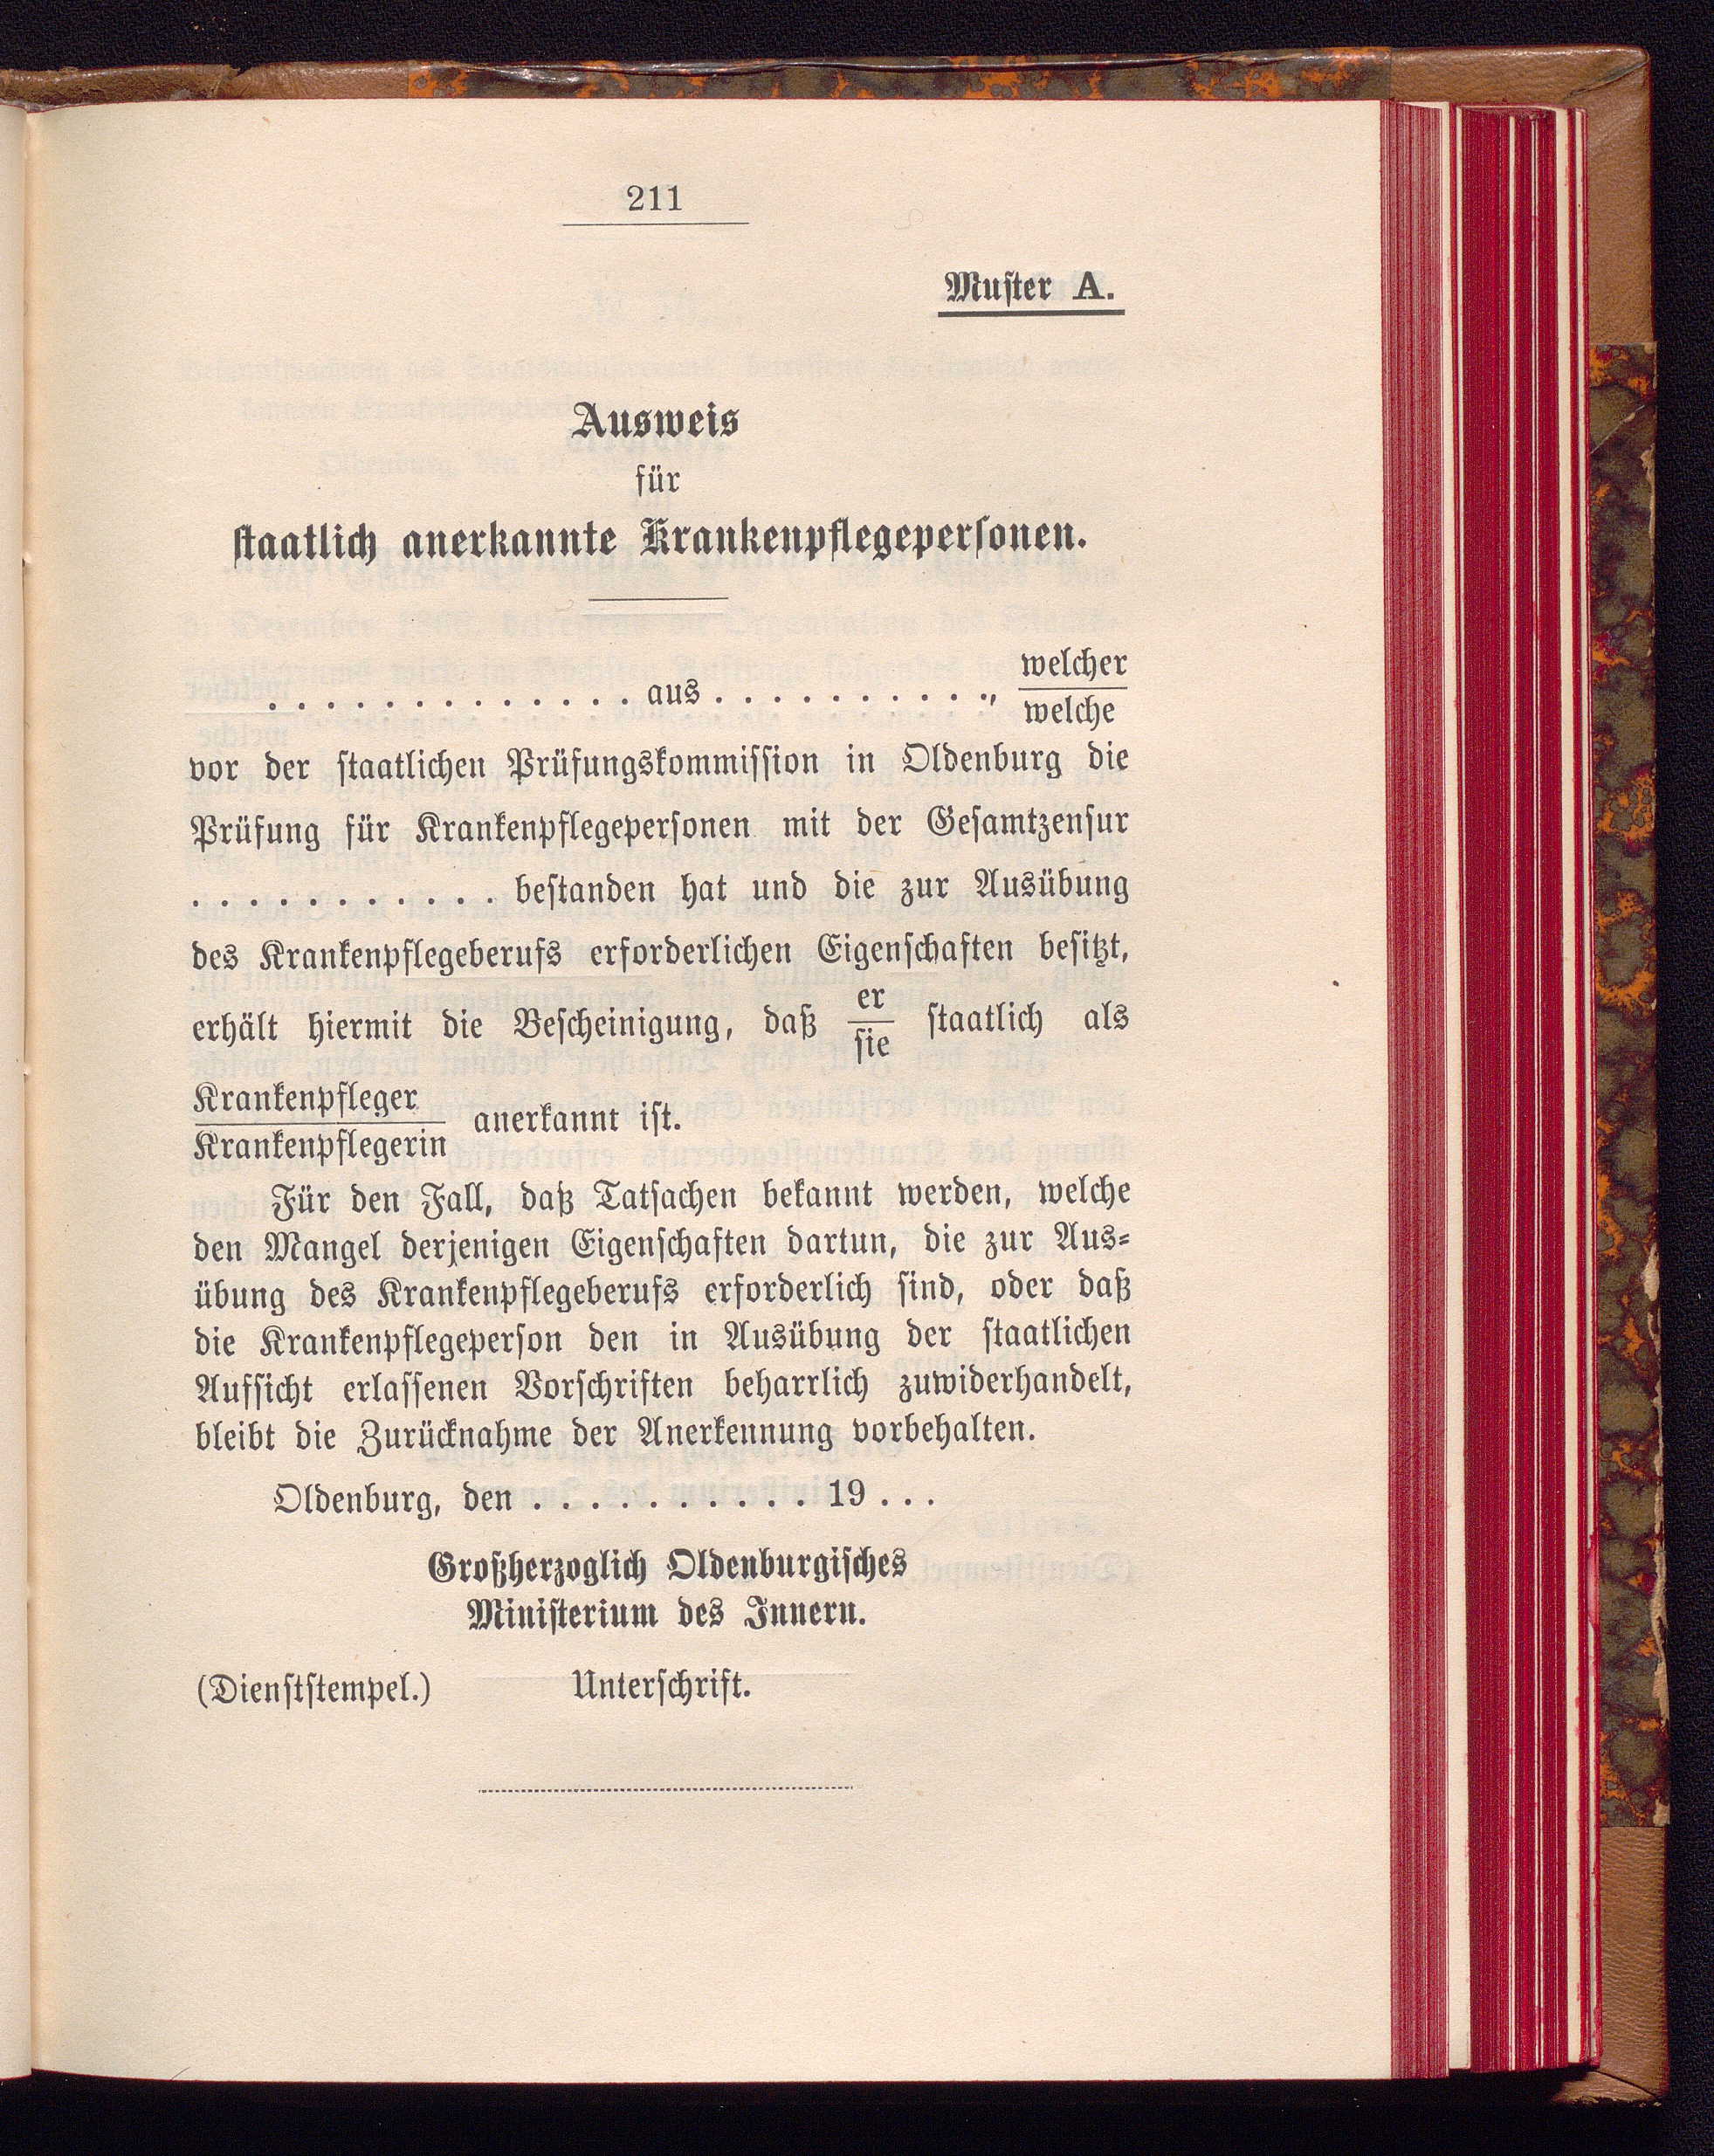 211
Muster A.
Ausweis
für
staatlich anerkannte Krankenpflegepersonen.
. . . . . . . . . . . . . aus . . . . . . . . . ., welcher
welche
vor der staatlichen Prüfungskommission in Oldenburg die
Prüfung für Krankenpflegepersonen mit der Gesamtzensur
. . . . . . . . . . . bestanden hat und die zur Ausübung
des Krankenpflegeberufs erforderlichen Eigenschaften besitzt,
erhält hiermit die Bescheinigung, daß er staatlich als
sie
Krankenpfleger
Krankenpflegerin anerkannt ist.
Für den Fall, daß Tatsachen bekannt werden, welche
den Mangel derjenigen Eigenschaften dartun, die zur Aus-
übung des Krankenpflegeberufs erforderlich sind, oder daß
die Krankenpflegeperson den in Ausübung der staatlichen
Aufsicht erlassenen Vorschriften beharrlich zuwiderhandelt,
bleibt die Zurücknahme der Anerkennung vorbehalten.
Oldenburg, den . . . . . . . . . . 19 . . .
Großherzoglich Oldenburgisches
Ministerium des Innern.
(Dienststempel.) Unterschrift.